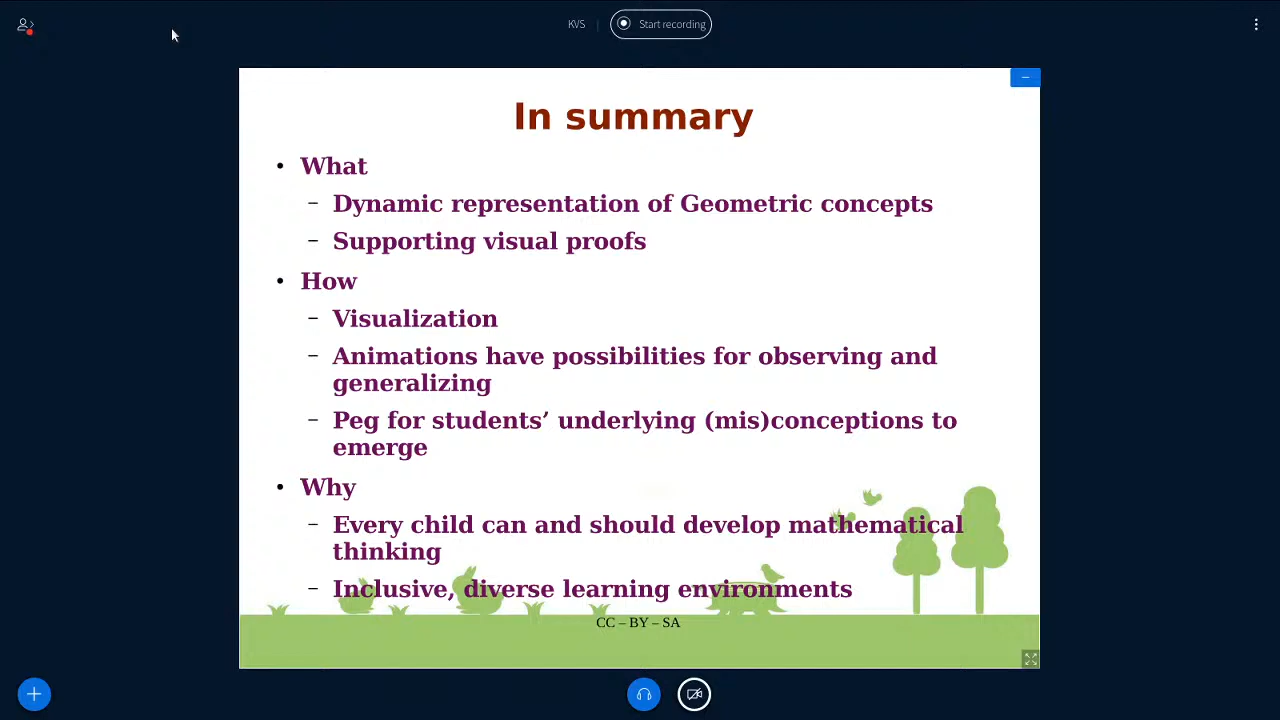 KVS
Start recording
In summary
• What
– Dynamic representation of Geometric concepts
– Supporting visual proofs
• How
– Visualization
– Animations have possibilities for observing and
generalizing
– Peg for students’ underlying (mis)conceptions to
emerge
• Why
– Every child can and should develop mathematical
thinking
– Inclusive, diverse learning environments
CC – BY – SA